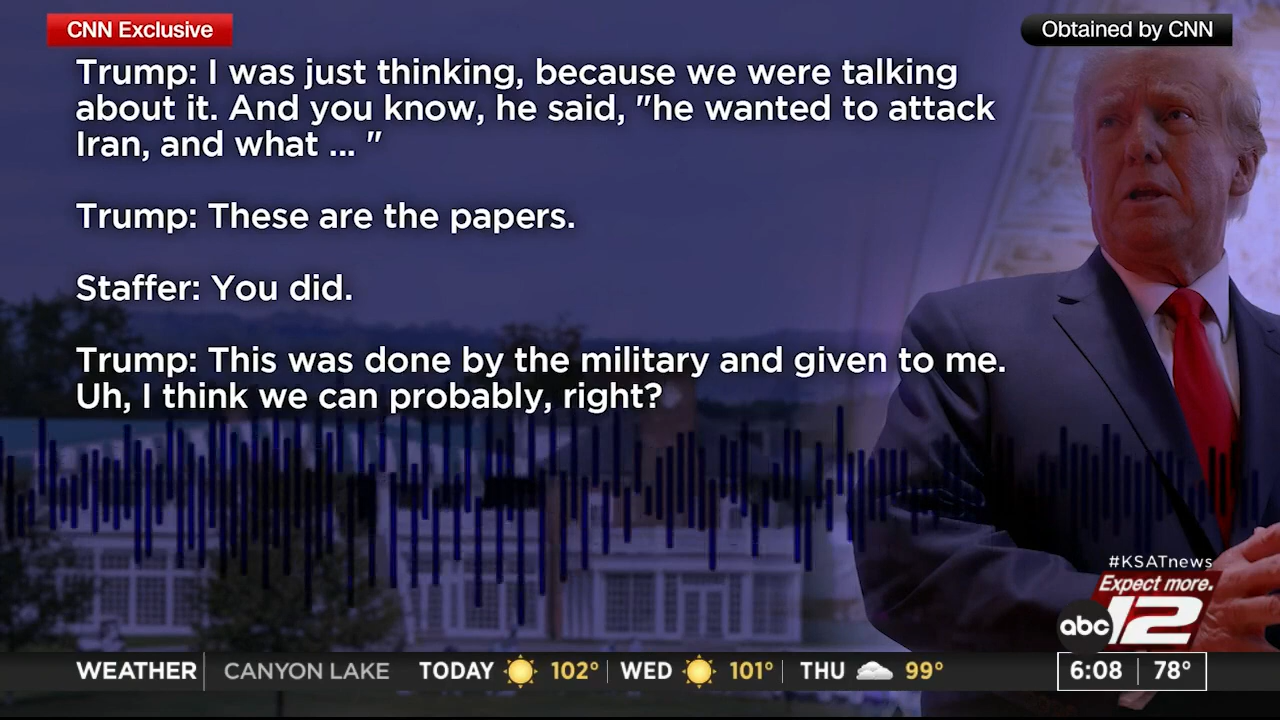 CNN Exclusive
Obtained by CNN
Trump: I was just thinking, because we were talking
about it. And you know, he said, "he wanted to attack
Iran, and what ... "
Trump: These are the papers.
Staffer: You did.
Trump: This was done by the military and given to me.
Uh, I think we can probably, right?
#KSATnews
Expect more.
abc 12
WEATHER CANYON LAKE TODAY 102° WED 101° THU 99° 6:08 78°